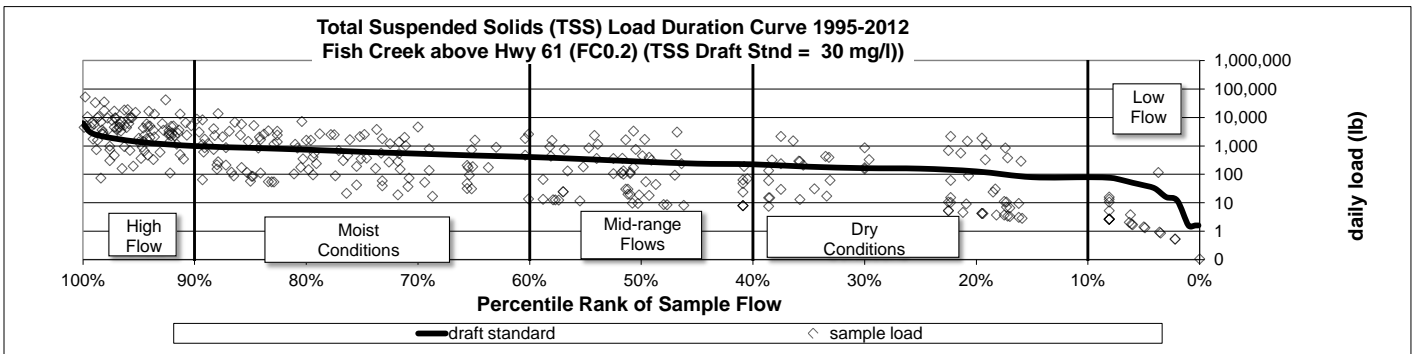 Total Suspended Solids (TSS) Load Duration Curve 1995-2012
Fish Creek above Hwy 61 (FC0.2) (TSS Draft Stnd = 30 mg/l))
1,000,000
100,000
10,000
1,000
100
10
1
0
daily load (lb)
High
Flow
Moist
Conditions
Mid-range
Flows
Dry
Conditions
Low
Flow
100%
90%
80%
70%
60%
50%
40%
30%
20%
10%
0%
Percentile Rank of Sample Flow
draft standard
sample load